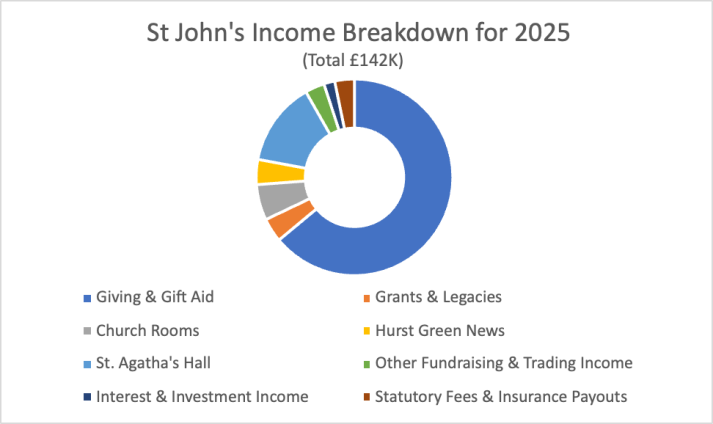 St John's Income Breakdown for 2025
(Total £142K)
Giving & Gift Aid
Grants & Legacies
Church Rooms
Hurst Green News
St. Agatha's Hall
Other Fundraising & Trading Income
Interest & Investment Income
Statutory Fees & Insurance Payouts